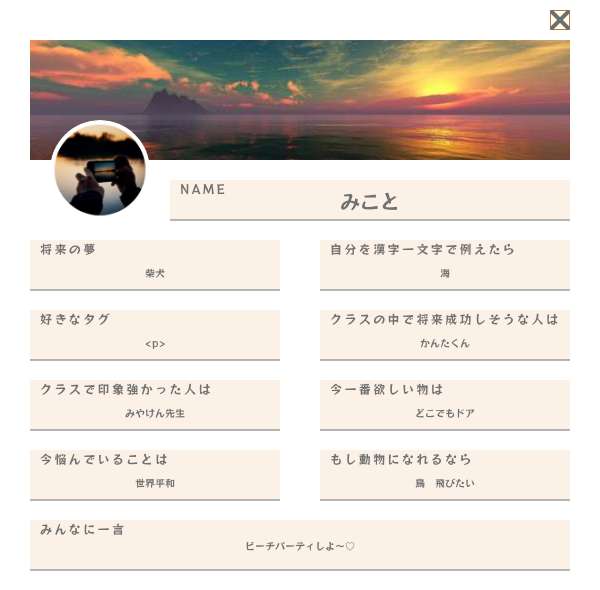 NAME
みこと
将来の夢
柴犬
自分を漢字一文字で例えたら
海
好きなタグ
<p>
クラスの中で将来成功しそうな人は
かんたくん
クラスで印象強かった人は
みやけん先生
今一番欲しい物は
どこでもドア
今悩んでいることは
世界平和
もし動物になれるなら
鳥　飛びたい
みんなに一言
ビーチパーティしよ～♡